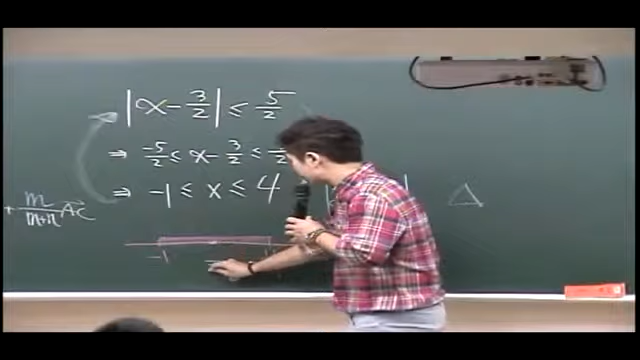 |x - 3/2| ≤ 5/2
⇒ -5/2 ≤ x - 3/2 ≤
⇒ -1 ≤ x ≤ 4
+ m/(m+n) AC
-1
Δ